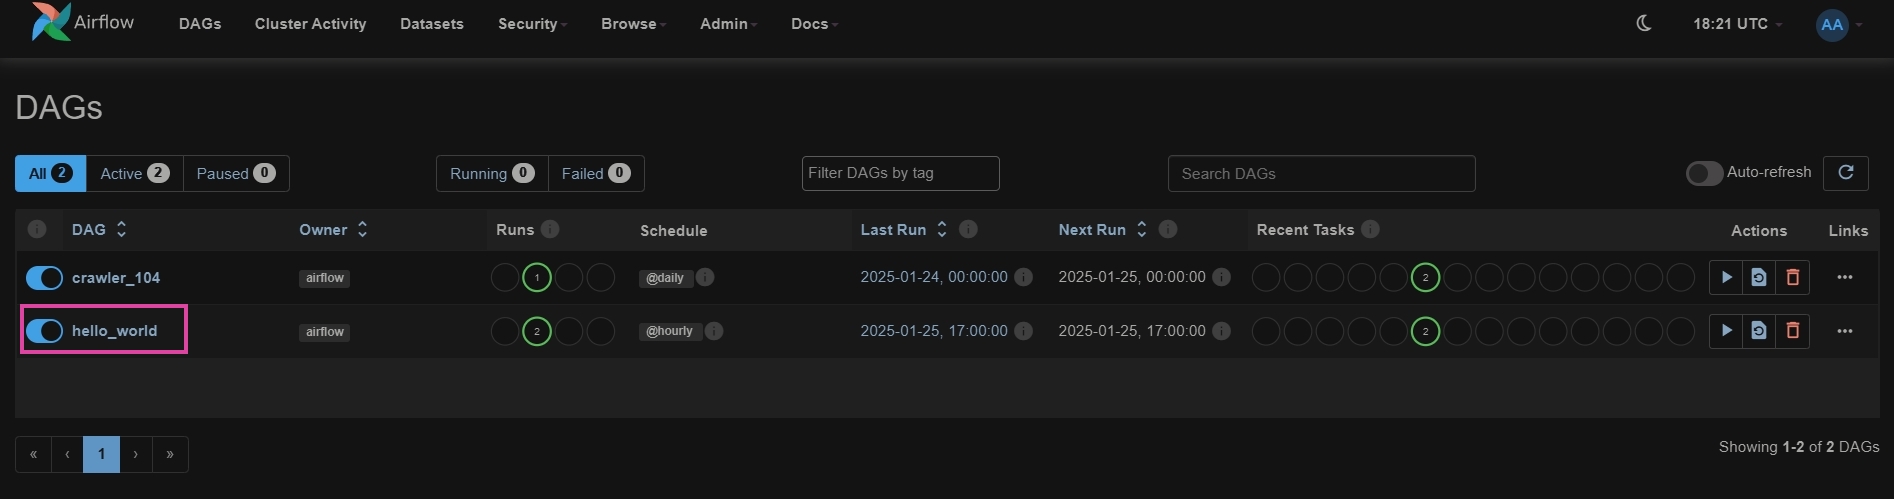 Airflow DAGs Cluster Activity Datasets Security Browse Admin Docs 18:21 UTC AA
DAGs
All 2 Active 2 Paused 0 Running 0 Failed 0 Filter DAGs by tag Search DAGs Auto-refresh
DAG Owner Runs Schedule Last Run Next Run Recent Tasks Actions Links
crawler_104 airflow 1 @daily 2025-01-24, 00:00:00 2025-01-25, 00:00:00 2
hello_world airflow 2 @hourly 2025-01-25, 17:00:00 2025-01-25, 17:00:00 2
« ‹ 1 › »
Showing 1-2 of 2 DAGs